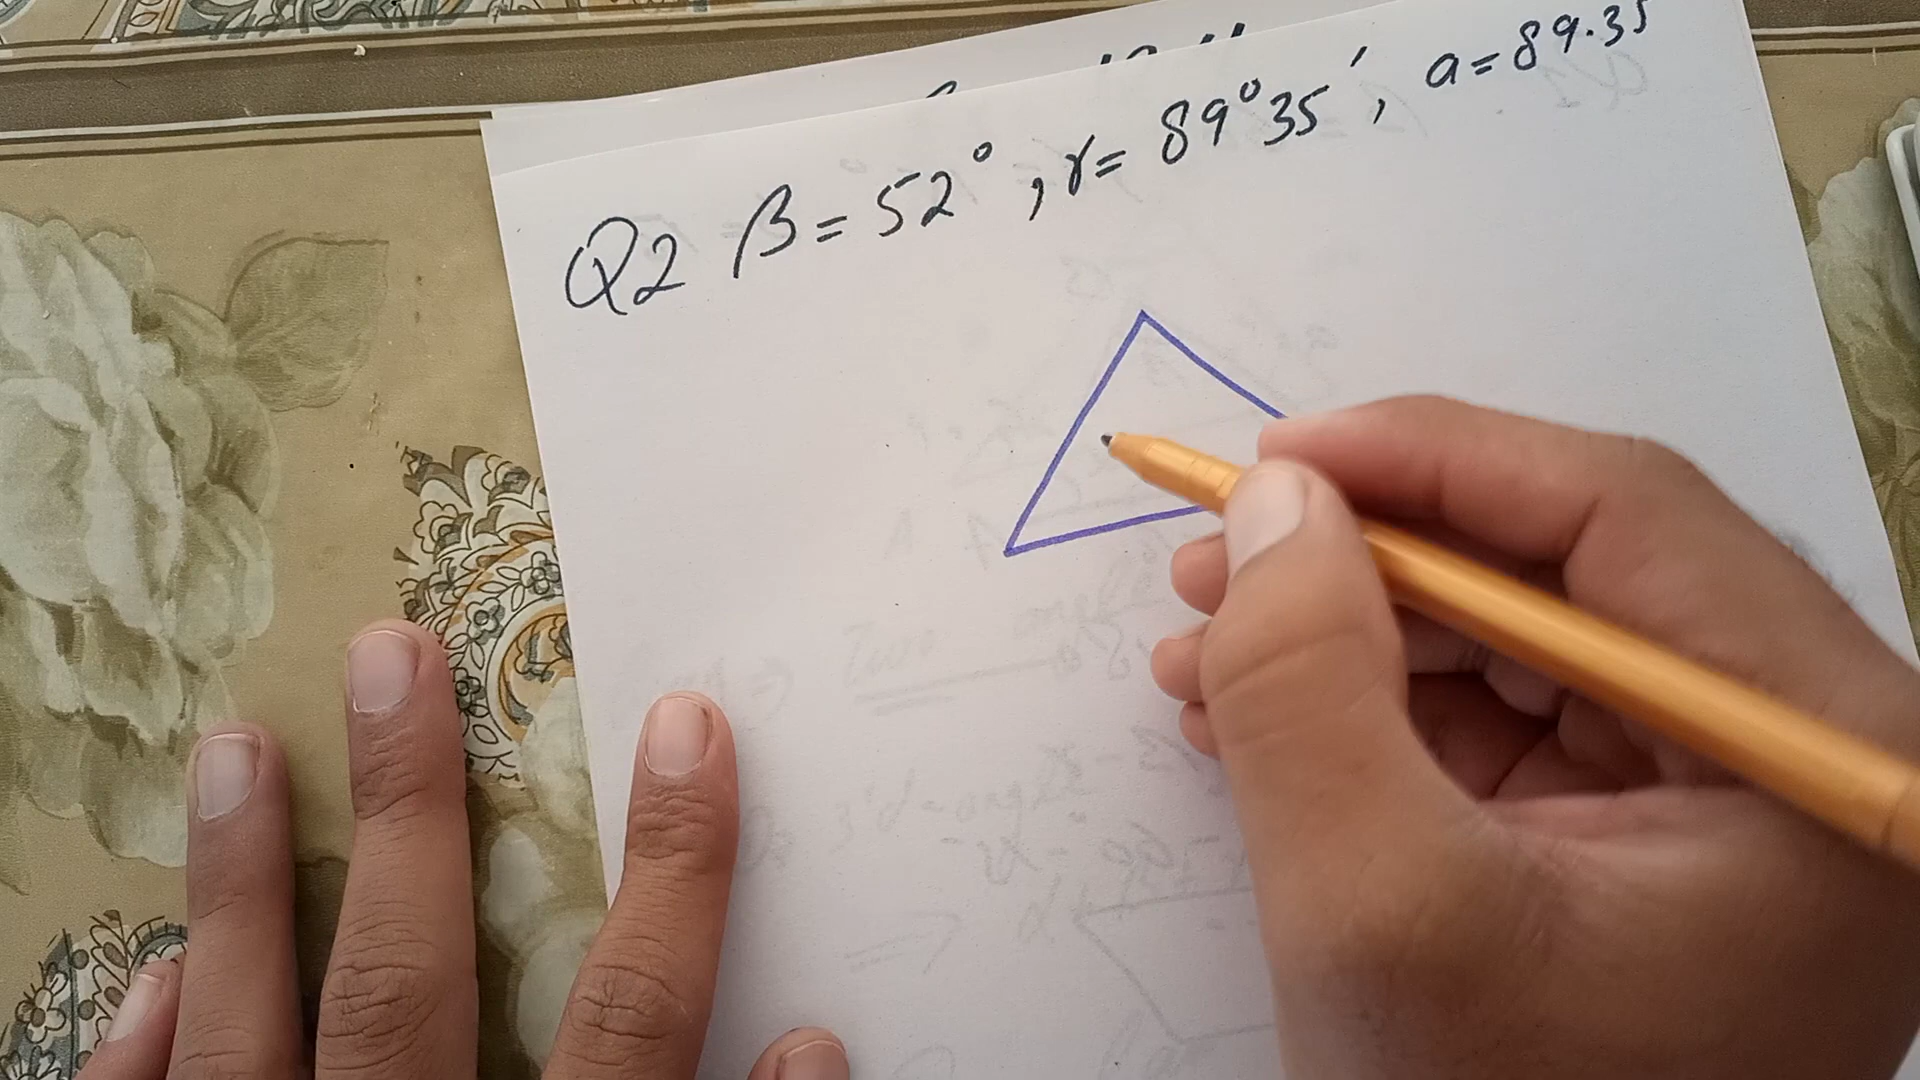 Q2 β = 52°, γ = 89°35′, a = 89.35